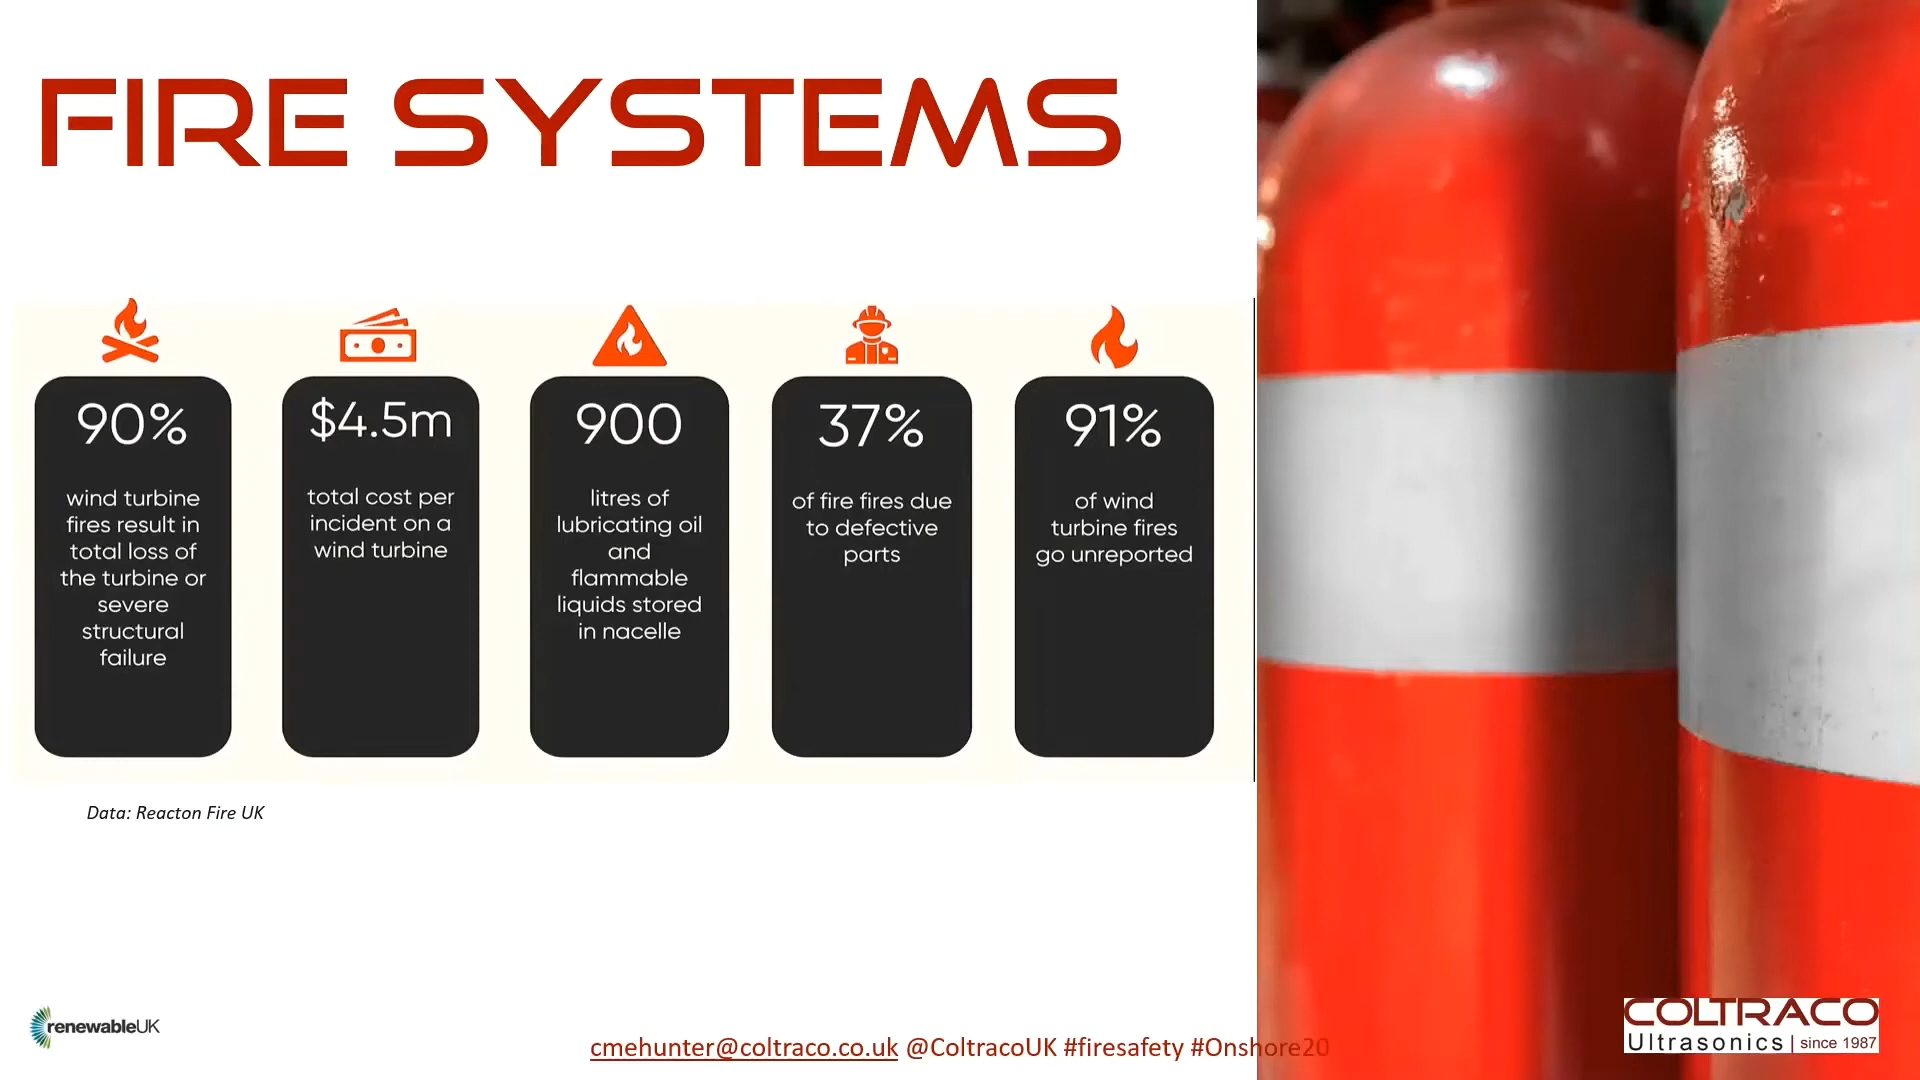 FIRE SYSTEMS
90%
wind turbine
fires result in
total loss of
the turbine or
severe
structural
failure
$4.5m
total cost per
incident on a
wind turbine
900
litres of
lubricating oil
and
flammable
liquids stored
in nacelle
37%
of fire fires due
to defective
parts
91%
of wind
turbine fires
go unreported
Data: Reacton Fire UK
renewableUK
cmehunter@coltraco.co.uk @ColtracoUK #firesafety #Onshore20
COLTRACO
Ultrasonics | since 1987